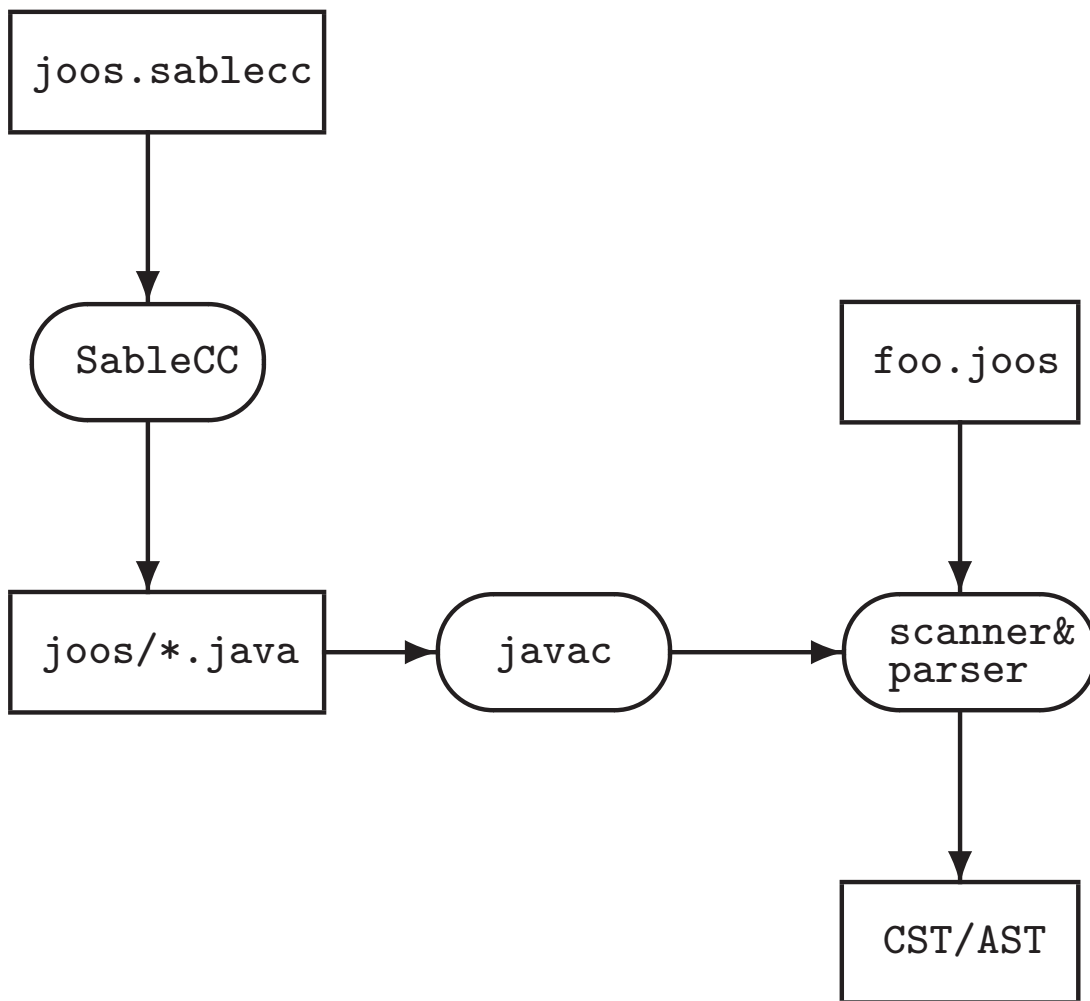 joos.sablecc
SableCC
foo.joos
joos/*.java
javac
scanner&
parser
CST/AST